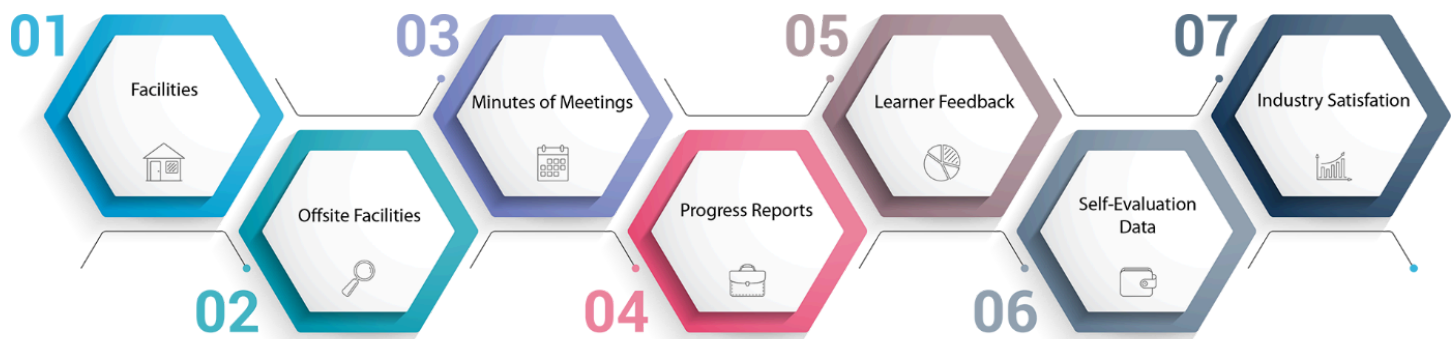 01
Facilities
02
Offsite Facilities
03
Minutes of Meetings
04
Progress Reports
05
Learner Feedback
06
Self-Evaluation
Data
07
Industry Satisfation